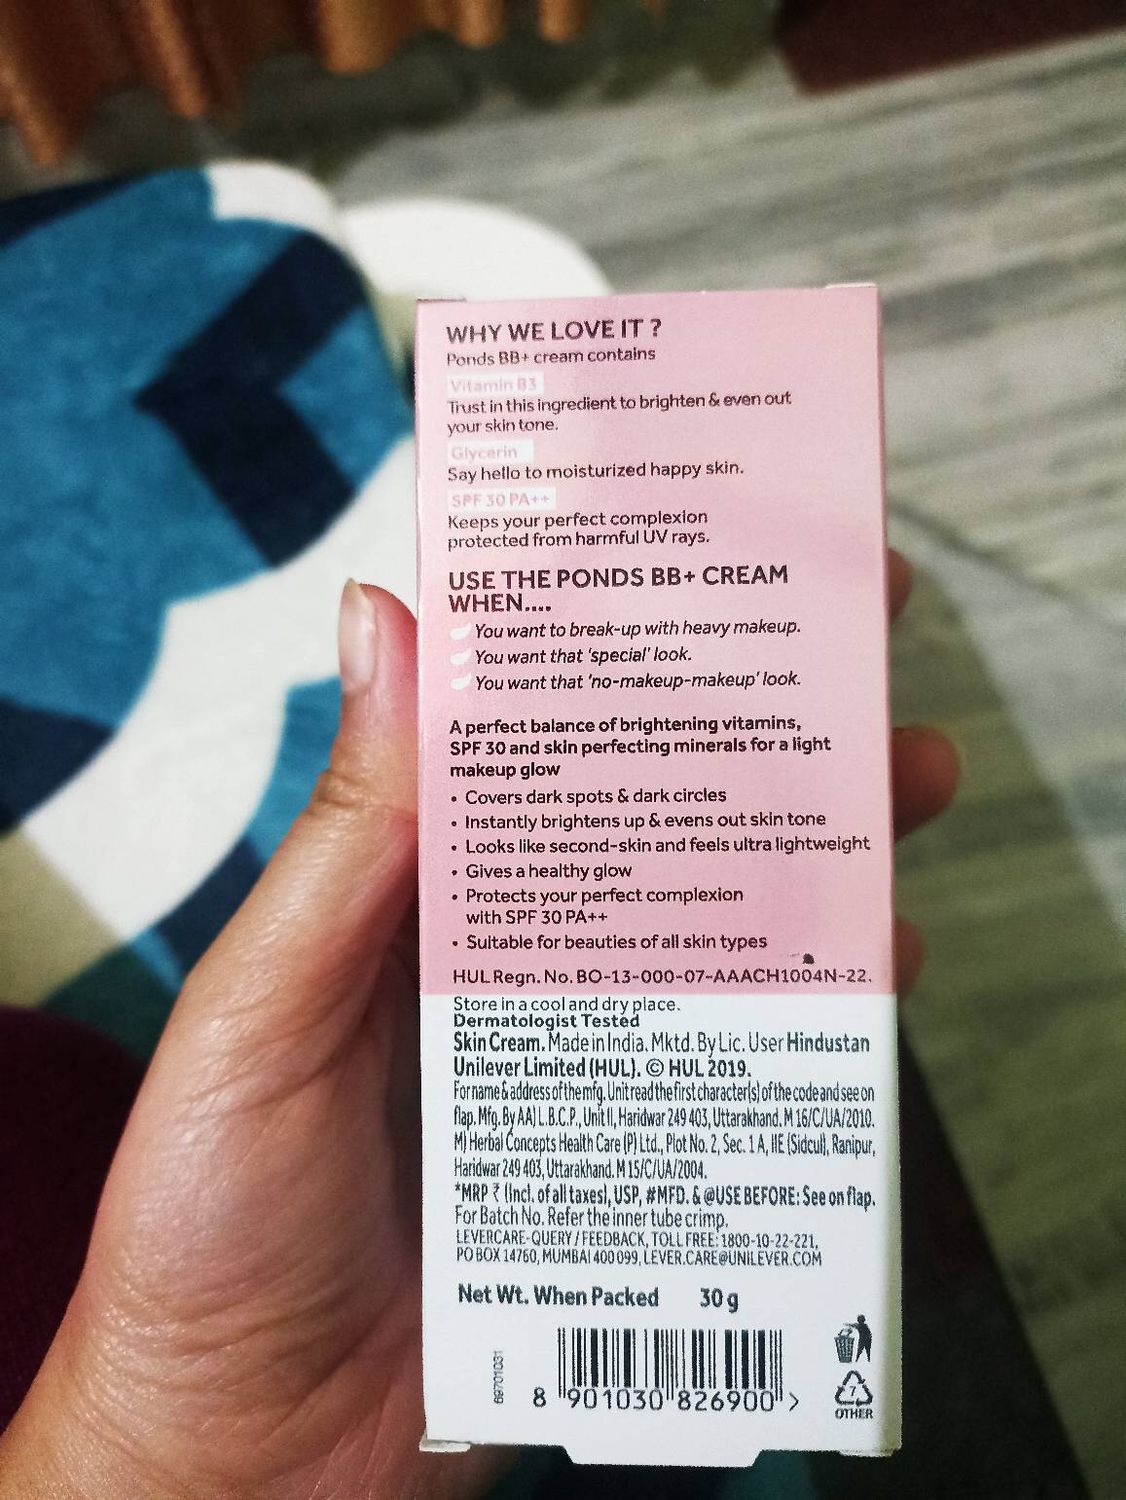 WHY WE LOVE IT ?
Ponds BB+ cream contains
Vitamin B3
Trust in this ingredient to brighten & even out
your skin tone.
Glycerin
Say hello to moisturized happy skin.
SPF 30 PA++
Keeps your perfect complexion
protected from harmful UV rays.
USE THE PONDS BB+ CREAM
WHEN....
You want to break-up with heavy makeup.
You want that 'special' look.
You want that 'no-makeup-makeup' look.
A perfect balance of brightening vitamins,
SPF 30 and skin perfecting minerals for a light
makeup glow
• Covers dark spots & dark circles
• Instantly brightens up & evens out skin tone
• Looks like second-skin and feels ultra lightweight
• Gives a healthy glow
• Protects your perfect complexion
with SPF 30 PA++
• Suitable for beauties of all skin types
HUL Regn. No. BO-13-000-07-AAACH1004N-22.
Store in a cool and dry place.
Dermatologist Tested
Skin Cream. Made in India. Mktd. By Lic. User Hindustan
Unilever Limited (HUL). © HUL 2019.
For name & address of the mfg. Unit read the first character(s) of the code and see on
flap. Mfg. By AA) L.B.C.P., Unit II, Haridwar 249 403, Uttarakhand. M 16/C/UA/2010.
M) Herbal Concepts Health Care (P) Ltd., Plot No. 2, Sec. 1 A, IIE (Sidcul), Ranipur,
Haridwar 249 403, Uttarakhand. M 15/C/UA/2004.
*MRP ₹ (Incl. of all taxes), USP, #MFD. & @USE BEFORE: See on flap.
For Batch No. Refer the inner tube crimp.
LEVERCARE-QUERY / FEEDBACK, TOLL FREE: 1800-10-22-221,
PO BOX 14760, MUMBAI 400 099, LEVER.CARE@UNILEVER.COM
Net Wt. When Packed 30 g
69701031
8 901030 826900 >
7
OTHER